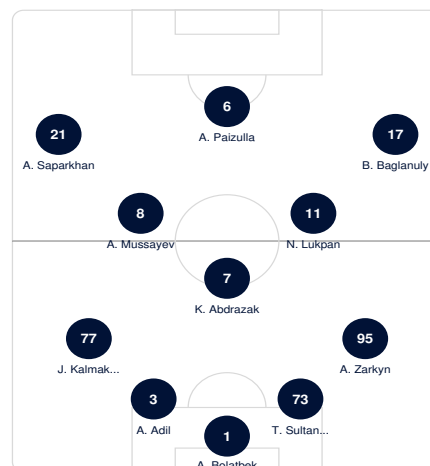 6
A. Paizulla
21
A. Saparkhan
17
B. Baglanuly
8
A. Mussayev
11
N. Lukpan
7
K. Abdrazak
77
J. Kalmak...
95
A. Zarkyn
3
A. Adil
73
T. Sultan...
1
A. Bolatbek